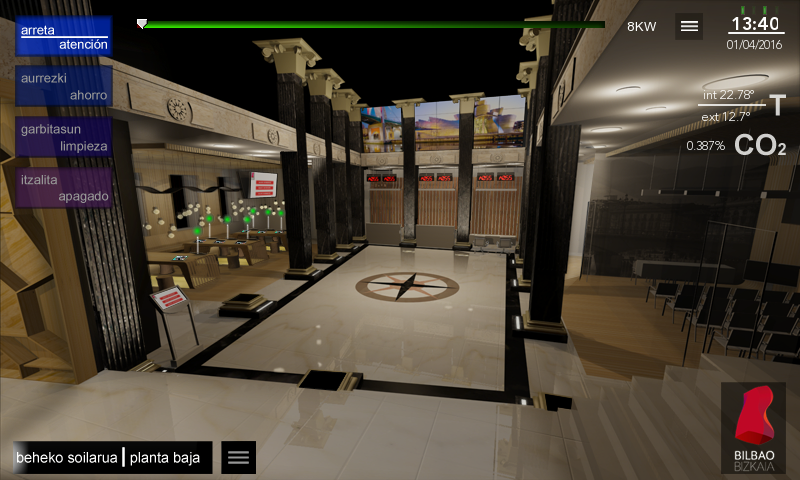 arreta
atención
aurrezki
ahorro
garbitasun
limpieza
itzalita
apagado
8KW
13:40
01/04/2016
int 22.78°
ext 12.7°
T
0.387% CO2
beheko soilarua | planta baja
BILBAO
BIZKAIA